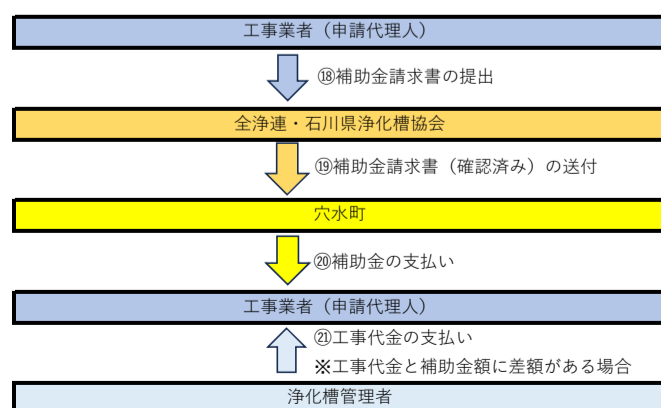 工事業者（申請代理人）
⑱補助金請求書の提出
全浄連・石川県浄化槽協会
⑲補助金請求書（確認済み）の送付
穴水町
⑳補助金の支払い
工事業者（申請代理人）
㉑工事代金の支払い
※工事代金と補助金額に差額がある場合
浄化槽管理者